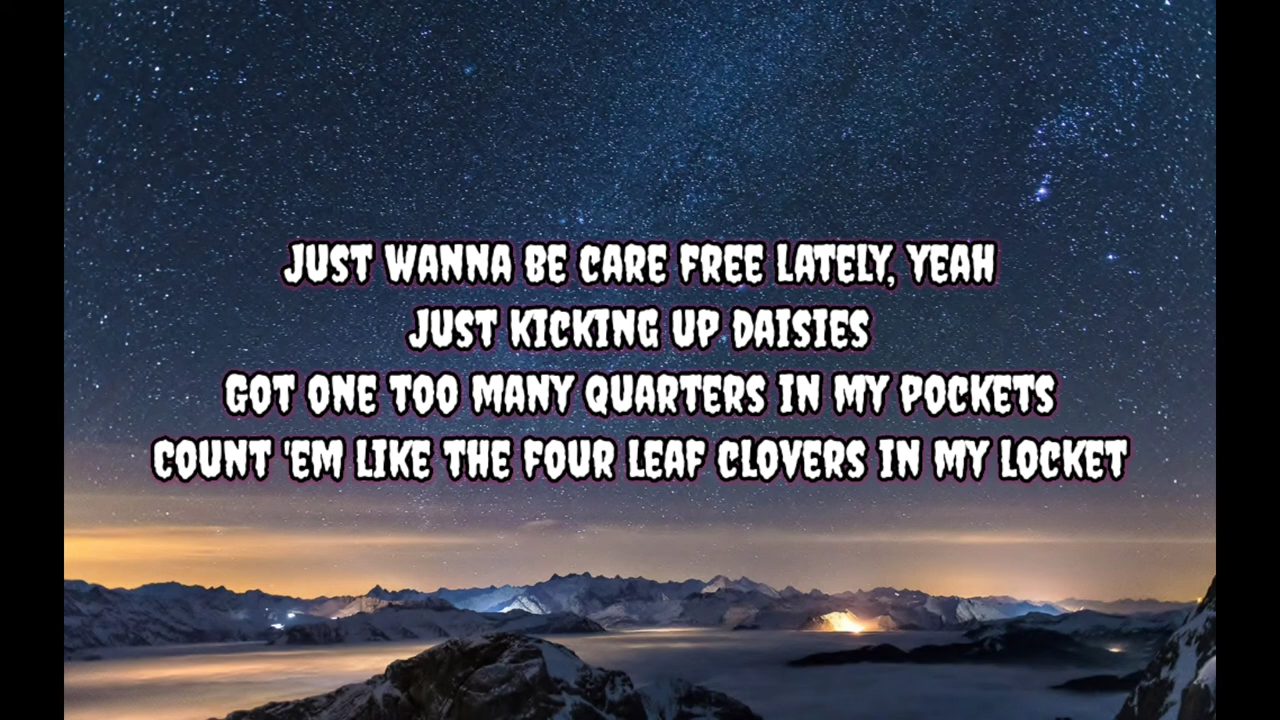 JUST WANNA BE CARE FREE LATELY, YEAH
JUST KICKING UP DAISIES
GOT ONE TOO MANY QUARTERS IN MY POCKETS
COUNT 'EM LIKE THE FOUR LEAF CLOVERS IN MY LOCKET